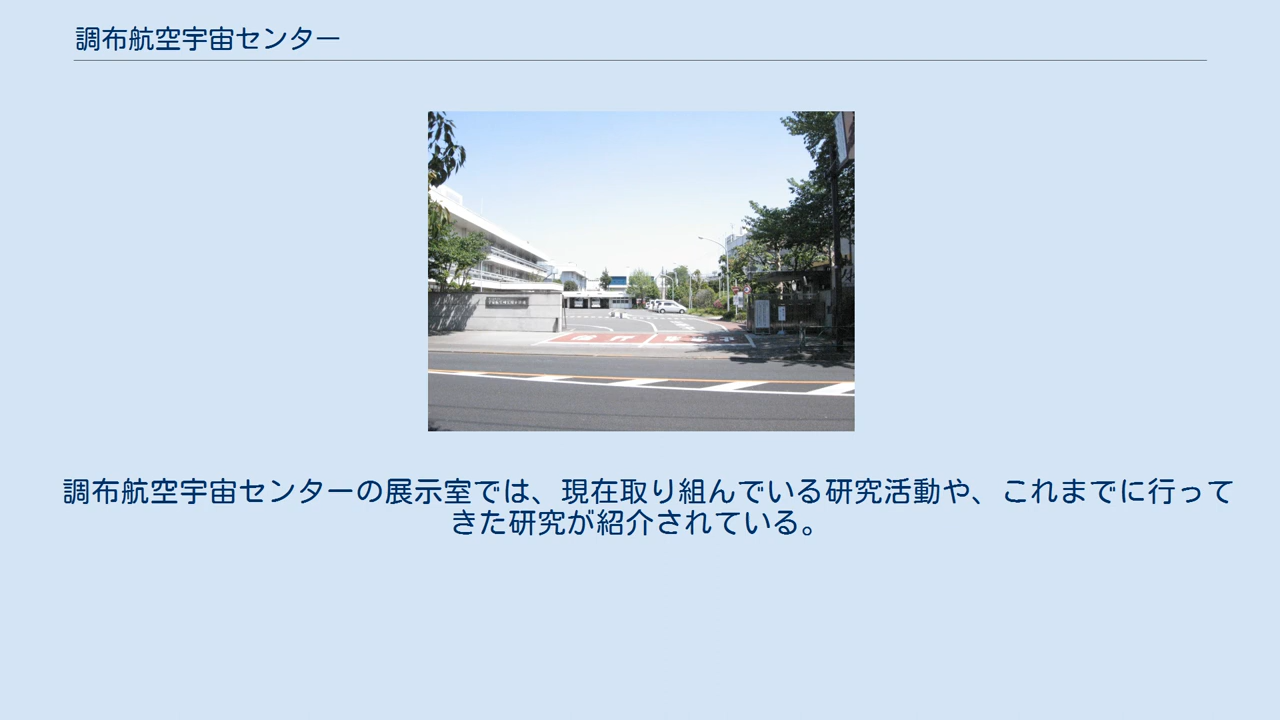 調布航空宇宙センター
調布航空宇宙センターの展示室では、現在取り組んでいる研究活動や、これまでに行って
きた研究が紹介されている。